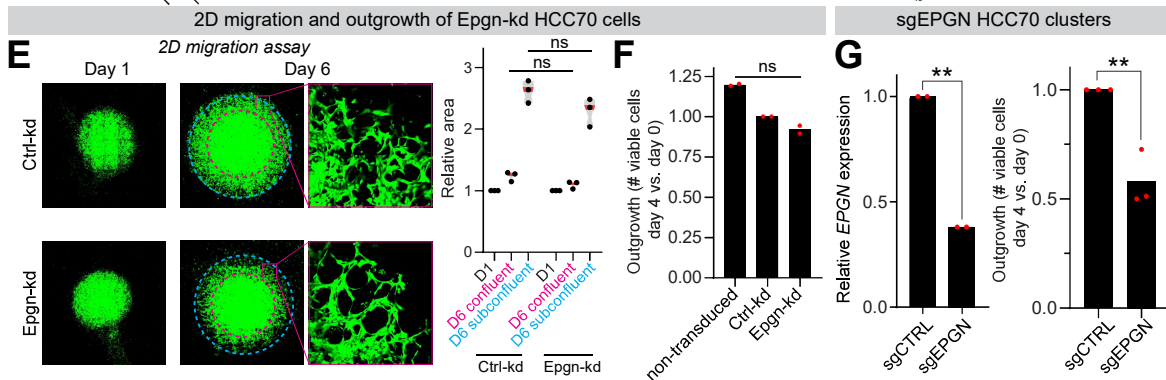 2D migration and outgrowth of Epgn-kd HCC70 cells
sgEPGN HCC70 clusters
E
2D migration assay
Day 1
Day 6
Ctrl-kd
Epgn-kd
Relative area
3
2
1
0
ns
ns
D1
D6 confluent
D6 subconfluent
D1
D6 confluent
D6 subconfluent
Ctrl-kd
Epgn-kd
F
Outgrowth (# viable cells
day 4 vs. day 0)
1.25
1.00
0.75
0.50
0.25
0.00
ns
non-transduced
Ctrl-kd
Epgn-kd
G
Relative EPGN expression
1.0
0.5
0.0
**
sgCTRL
sgEPGN
Outgrowth (# viable cells
day 4 vs. day 0)
1.0
0.5
0.0
**
sgCTRL
sgEPGN